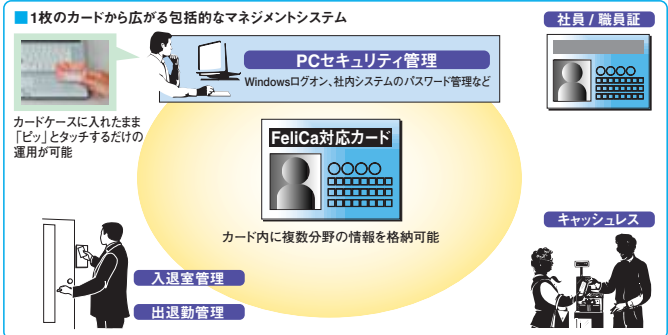 ■1枚のカードから広がる包括的なマネジメントシステム
社員 / 職員証
PCセキュリティ管理
Windowsログオン、社内システムのパスワード管理など
カードケースに入れたまま
「ピッ」とタッチするだけの
運用が可能
FeliCa対応カード
カード内に複数分野の情報を格納可能
キャッシュレス
入退室管理
出退勤管理